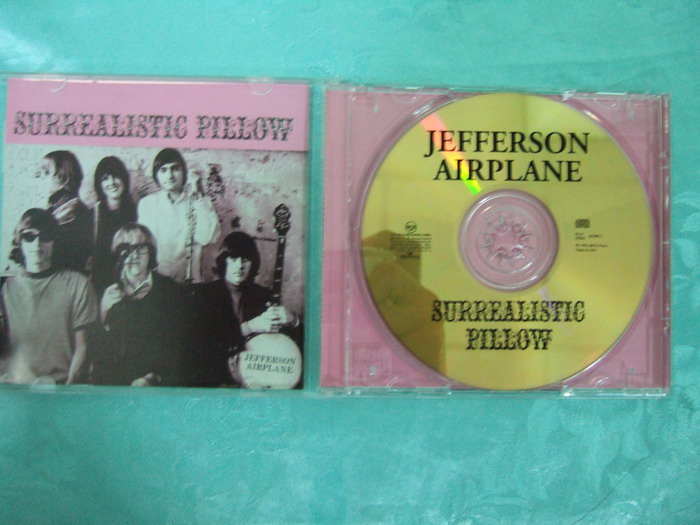 SURREALISTIC PILLOW
JEFFERSON
AIRPLANE
JEFFERSON
AIRPLANE
SURREALISTIC
PILLOW